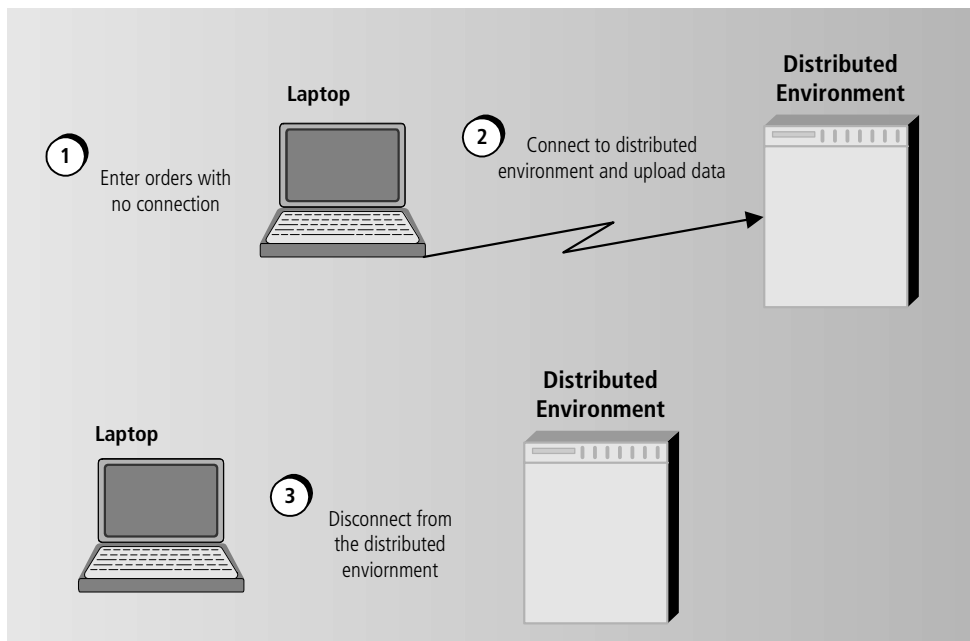 Distributed
Environment
Laptop
1
Enter orders with
no connection
2
Connect to distributed
environment and upload data
Distributed
Environment
Laptop
3
Disconnect from
the distributed
enviornment